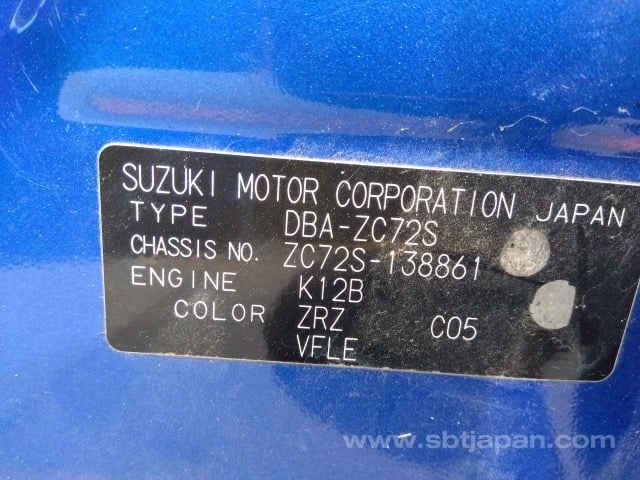 SUZUKI MOTOR CORPORATION JAPAN
TYPE DBA-ZC72S
CHASSIS NO. ZC72S-138861
ENGINE K12B
COLOR ZRZ C05
VFLE
www.sbtjapan.com